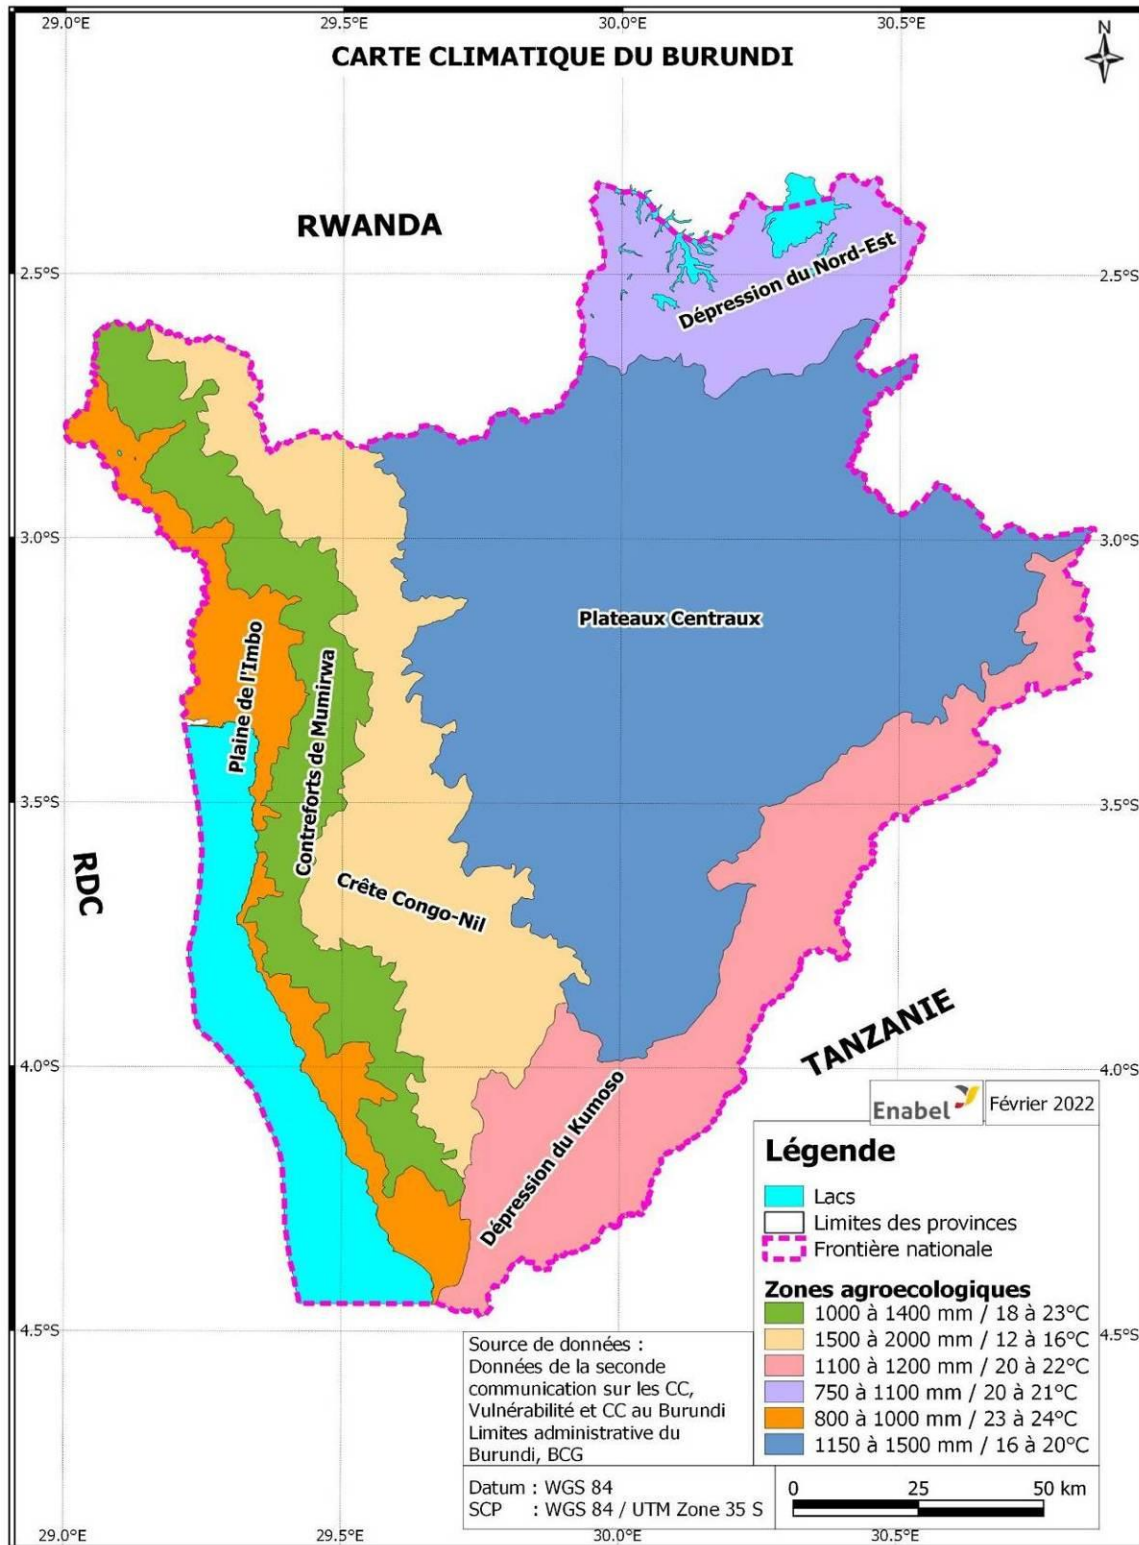 29.0°E 29.5°E 30.0°E 30.5°E
CARTE CLIMATIQUE DU BURUNDI
N
RWANDA
2.5°S 2.5°S
Dépression du Nord-Est
3.0°S 3.0°S
Plateaux Centraux
Plaine de l'Imbo
Contreforts de Mumirwa
3.5°S 3.5°S
RDC
Crête Congo-Nil
TANZANIE
4.0°S 4.0°S
Dépression du Kumoso
Enabel
Février 2022
Légende
Lacs
Limites des provinces
Frontière nationale
Zones agroecologiques
1000 à 1400 mm / 18 à 23°C
1500 à 2000 mm / 12 à 16°C
1100 à 1200 mm / 20 à 22°C
750 à 1100 mm / 20 à 21°C
800 à 1000 mm / 23 à 24°C
1150 à 1500 mm / 16 à 20°C
4.5°S 4.5°S
Source de données :
Données de la seconde
communication sur les CC,
Vulnérabilité et CC au Burundi
Limites administrative du
Burundi, BCG
Datum : WGS 84
SCP : WGS 84 / UTM Zone 35 S
0 25 50 km
29.0°E 29.5°E 30.0°E 30.5°E